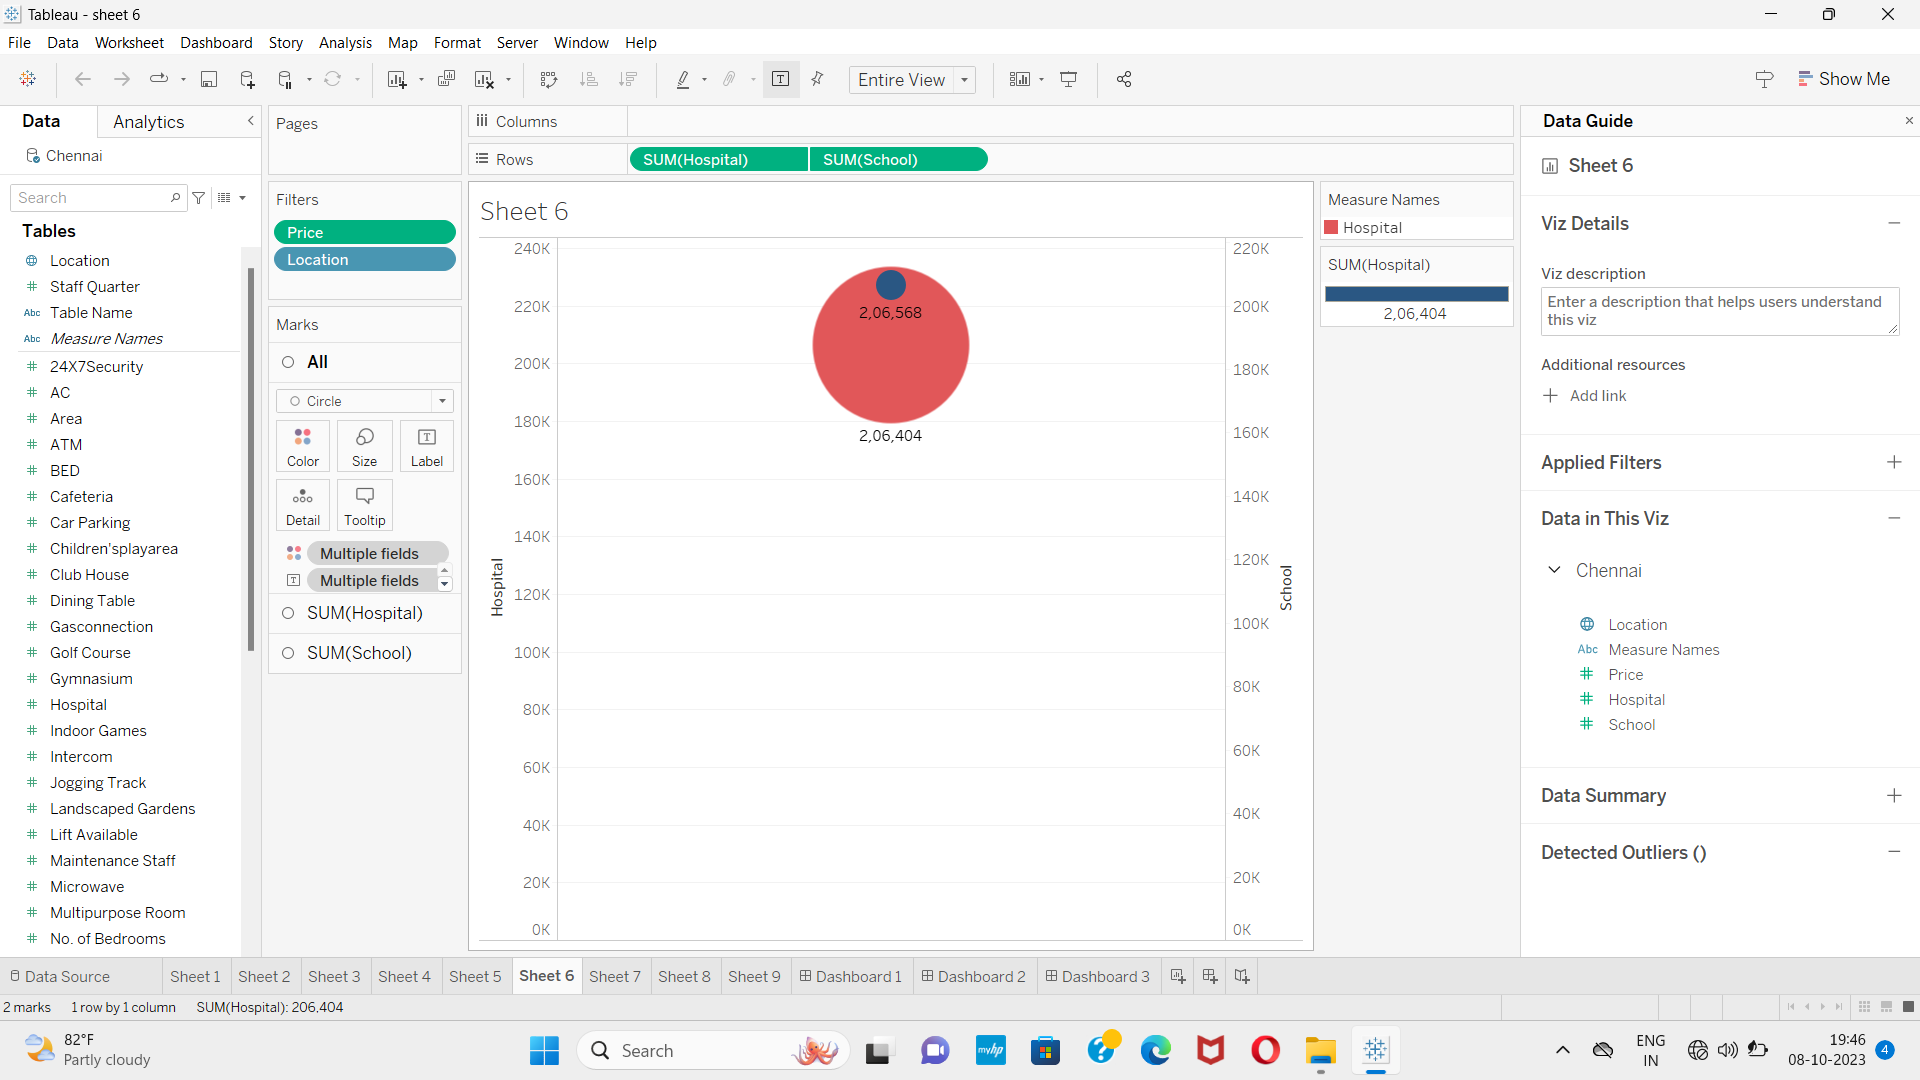 Tableau - sheet 6
File Data Worksheet Dashboard Story Analysis Map Format Server Window Help
Entire View
Show Me
Data Analytics
Chennai
Search
Tables
Location
Staff Quarter
Abc Table Name
Abc Measure Names
24X7Security
AC
Area
ATM
BED
Cafeteria
Car Parking
Children'splayarea
Club House
Dining Table
Gasconnection
Golf Course
Gymnasium
Hospital
Indoor Games
Intercom
Jogging Track
Landscaped Gardens
Lift Available
Maintenance Staff
Microwave
Multipurpose Room
No. of Bedrooms
Pages
Filters
Price
Location
Marks
All
Circle
Color Size Label
Detail Tooltip
Multiple fields
Multiple fields
SUM(Hospital)
SUM(School)
Columns
Rows SUM(Hospital) SUM(School)
Sheet 6
240K
220K
200K
180K
160K
140K
120K
100K
80K
60K
40K
20K
0K
Hospital
2,06,568
2,06,404
220K
200K
180K
160K
140K
120K
100K
80K
60K
40K
20K
0K
School
Measure Names
Hospital
SUM(Hospital)
2,06,404
Data Guide
Sheet 6
Viz Details
Viz description
Enter a description that helps users understand
this viz
Additional resources
Add link
Applied Filters
Data in This Viz
Chennai
Location
Abc Measure Names
Price
Hospital
School
Data Summary
Detected Outliers ()
Data Source Sheet 1 Sheet 2 Sheet 3 Sheet 4 Sheet 5 Sheet 6 Sheet 7 Sheet 8 Sheet 9 Dashboard 1 Dashboard 2 Dashboard 3
2 marks 1 row by 1 column SUM(Hospital): 206,404
82°F
Partly cloudy
Search
myhp
ENG
IN
19:46
08-10-2023
4